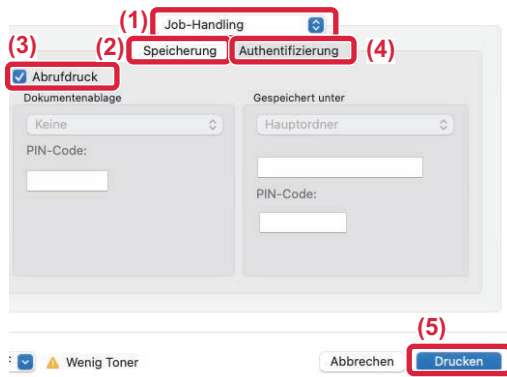 (1) Job-Handling
(3) (2) Speicherung Authentifizierung (4)
Abrufdruck
Dokumentenablage Gespeichert unter
Keine Hauptordner
PIN-Code:
PIN-Code:
(5)
: Wenig Toner Abbrechen Drucken